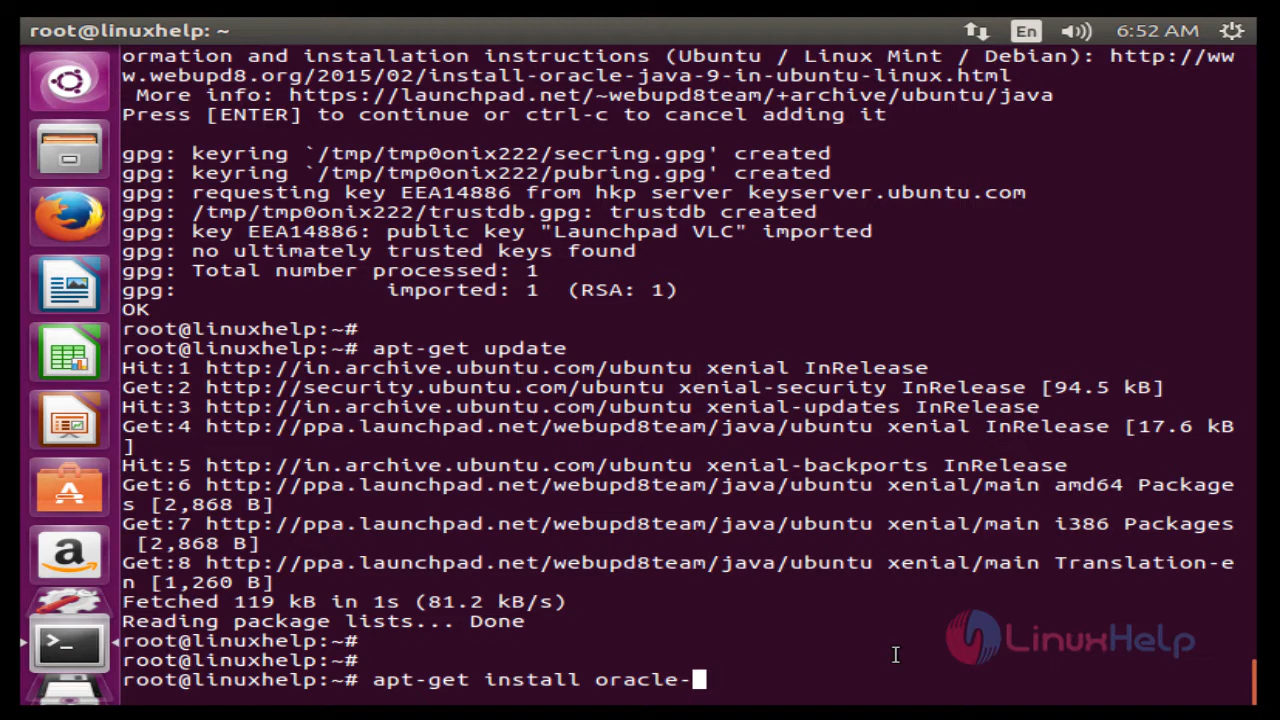 root@linuxhelp: ~
En
6:52 AM
ormation and installation instructions (Ubuntu / Linux Mint / Debian): http://ww
w.webupd8.org/2015/02/install-oracle-java-9-in-ubuntu-linux.html
 More info: https://launchpad.net/~webupd8team/+archive/ubuntu/java
Press [ENTER] to continue or ctrl-c to cancel adding it
gpg: keyring `/tmp/tmp0onix222/secring.gpg' created
gpg: keyring `/tmp/tmp0onix222/pubring.gpg' created
gpg: requesting key EEA14886 from hkp server keyserver.ubuntu.com
gpg: /tmp/tmp0onix222/trustdb.gpg: trustdb created
gpg: key EEA14886: public key "Launchpad VLC" imported
gpg: no ultimately trusted keys found
gpg: Total number processed: 1
gpg:               imported: 1  (RSA: 1)
OK
root@linuxhelp:~#
root@linuxhelp:~# apt-get update
Hit:1 http://in.archive.ubuntu.com/ubuntu xenial InRelease
Get:2 http://security.ubuntu.com/ubuntu xenial-security InRelease [94.5 kB]
Hit:3 http://in.archive.ubuntu.com/ubuntu xenial-updates InRelease
Get:4 http://ppa.launchpad.net/webupd8team/java/ubuntu xenial InRelease [17.6 kB
]
Hit:5 http://in.archive.ubuntu.com/ubuntu xenial-backports InRelease
Get:6 http://ppa.launchpad.net/webupd8team/java/ubuntu xenial/main amd64 Package
s [2,868 B]
Get:7 http://ppa.launchpad.net/webupd8team/java/ubuntu xenial/main i386 Packages
 [2,868 B]
Get:8 http://ppa.launchpad.net/webupd8team/java/ubuntu xenial/main Translation-e
n [1,260 B]
Fetched 119 kB in 1s (81.2 kB/s)
Reading package lists... Done
root@linuxhelp:~#
root@linuxhelp:~#
root@linuxhelp:~# apt-get install oracle-
LinuxHelp